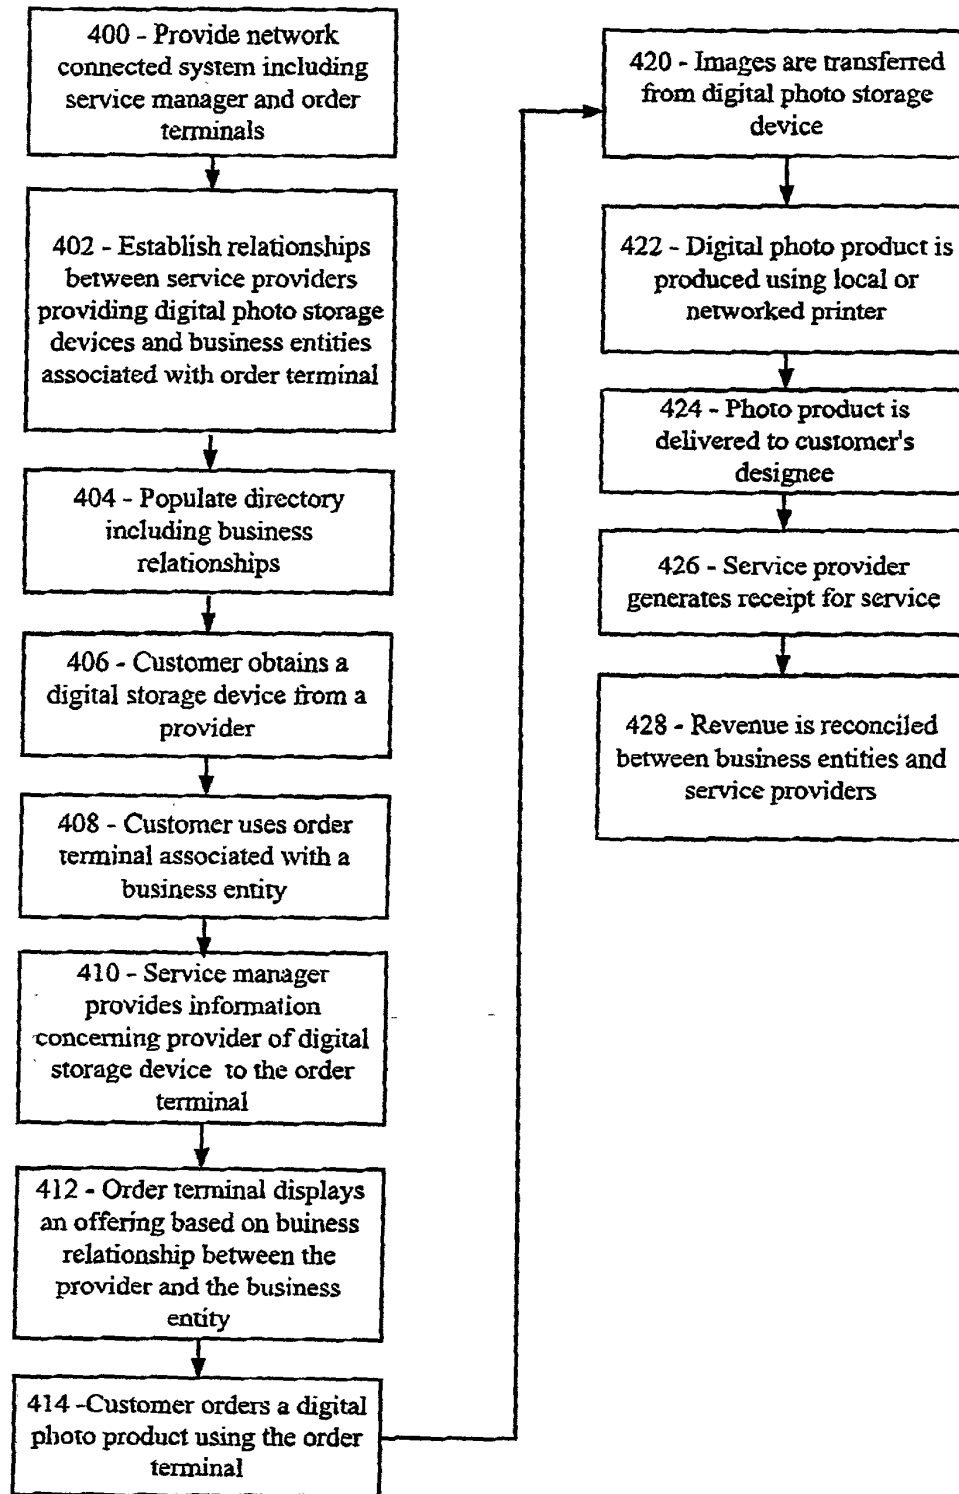 400 - Provide network
connected system including
service manager and order
terminals
402 - Establish relationships
between service providers
providing digital photo storage
devices and business entities
associated with order terminal
404 - Populate directory
including business
relationships
406 - Customer obtains a
digital storage device from a
provider
408 - Customer uses order
terminal associated with a
business entity
410 - Service manager
provides information
concerning provider of digital
storage device to the order
terminal
412 - Order terminal displays
an offering based on buiness
relationship between the
provider and the business
entity
414 -Customer orders a digital
photo product using the order
terminal
420 - Images are transferred
from digital photo storage
device
422 - Digital photo product is
produced using local or
networked printer
424 - Photo product is
delivered to customer's
designee
426 - Service provider
generates receipt for service
428 - Revenue is reconciled
between business entities and
service providers